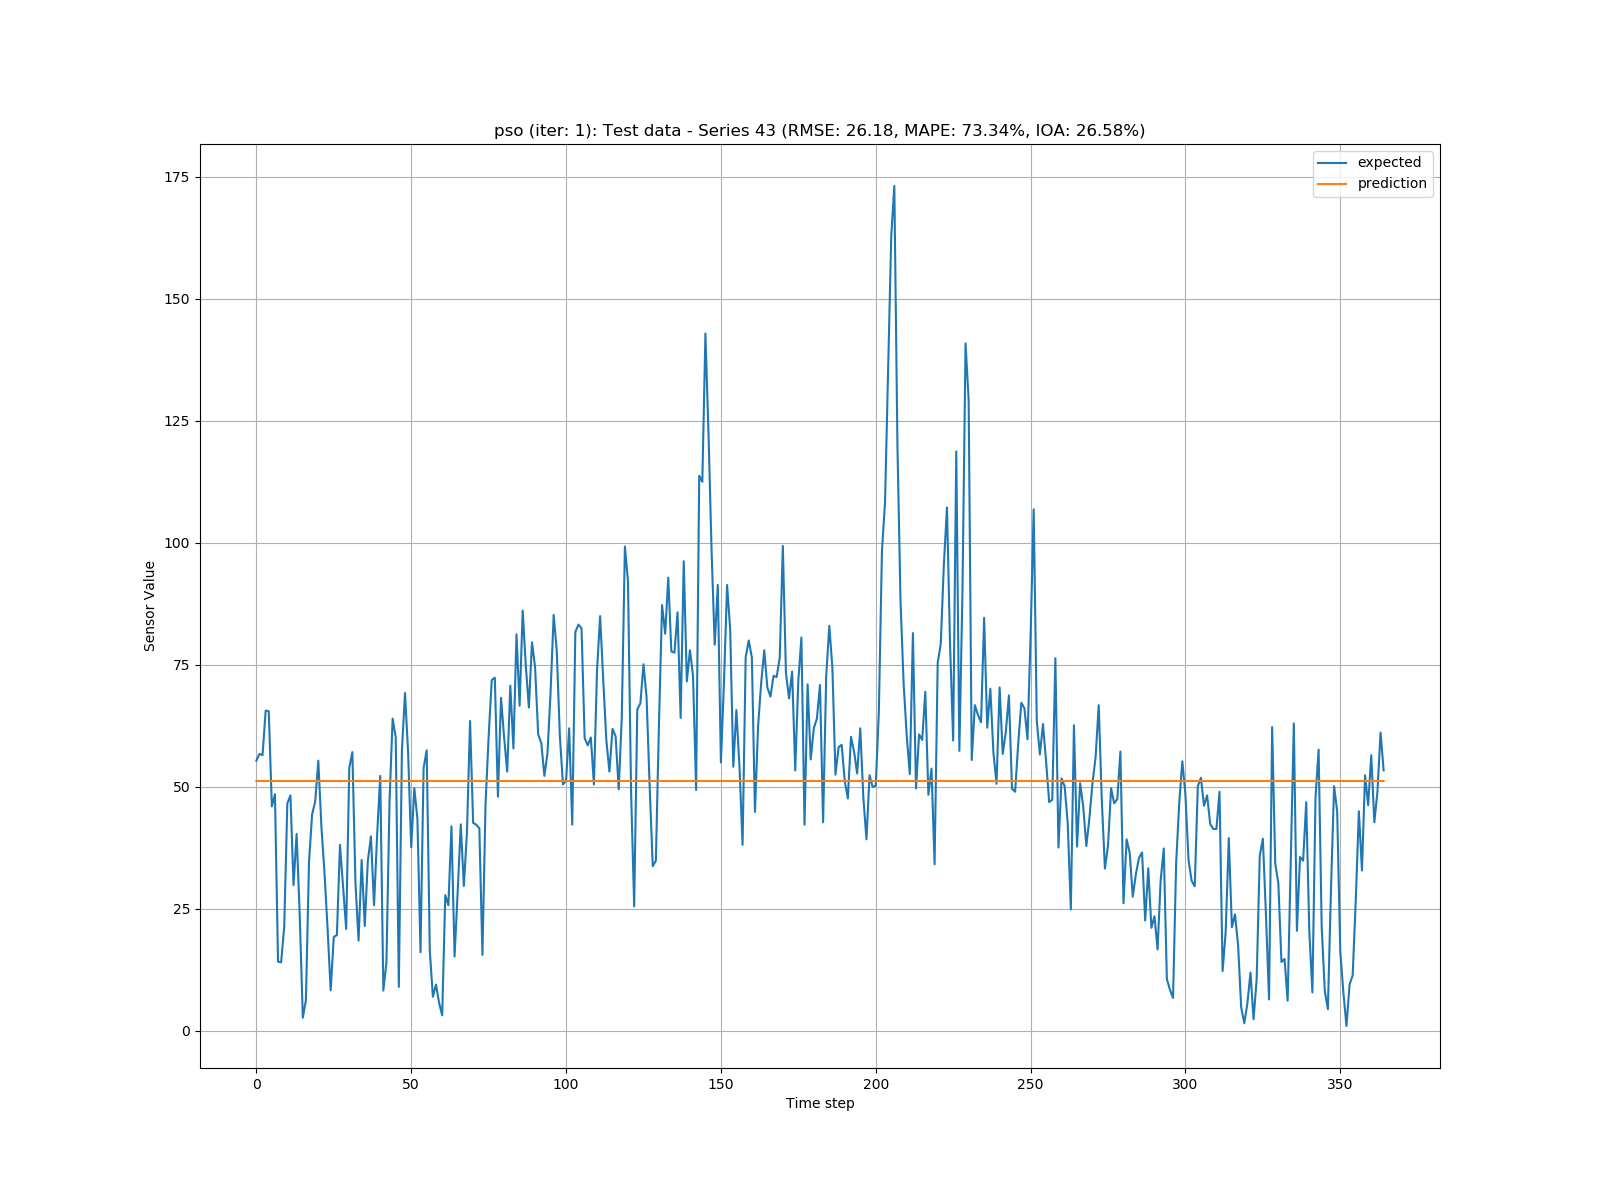 pso (iter: 1): Test data - Series 43 (RMSE: 26.18, MAPE: 73.34%, IOA: 26.58%)
expected
prediction
175
150
125
100
75
50
25
0
Sensor Value
0 50 100 150 200 250 300 350
Time step